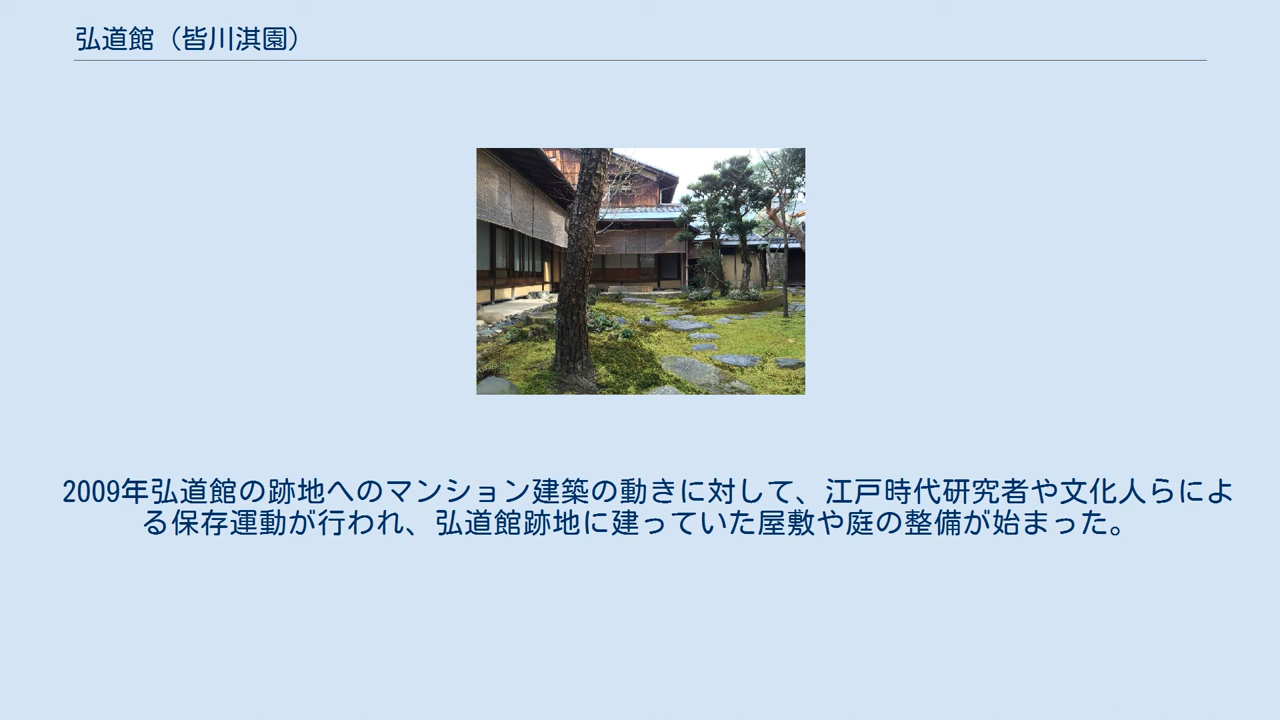 弘道館（皆川淇園）
2009年弘道館の跡地へのマンション建築の動きに対して、江戸時代研究者や文化人らによ
る保存運動が行われ、弘道館跡地に建っていた屋敷や庭の整備が始まった。